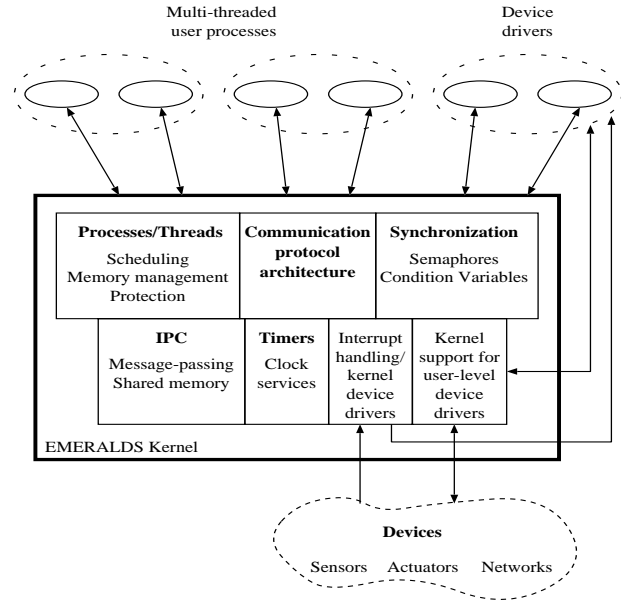 Multi-threaded
user processes
Device
drivers
Processes/Threads
Scheduling
Memory management
Protection
Communication
protocol
architecture
Synchronization
Semaphores
Condition Variables
IPC
Message-passing
Shared memory
Timers
Clock
services
Interrupt
handling/
kernel
device
drivers
Kernel
support for
user-level
device
drivers
EMERALDS Kernel
Devices
Sensors Actuators Networks